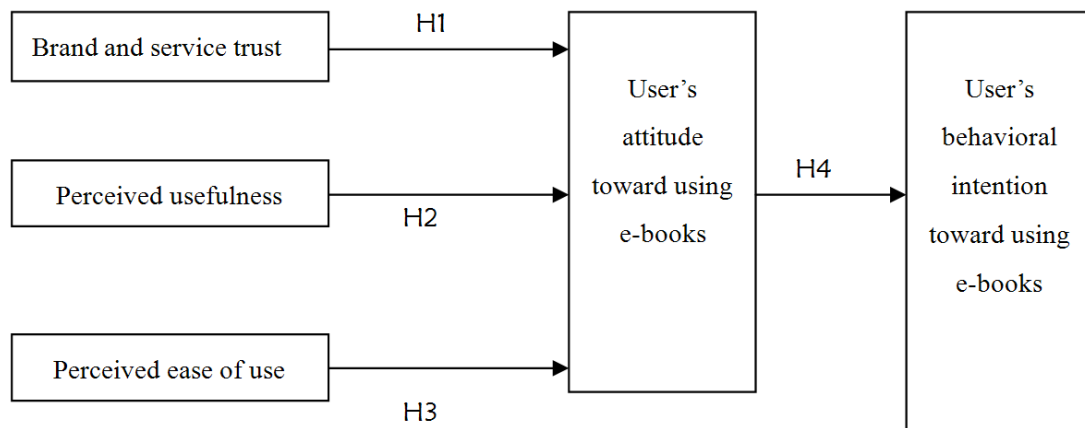 Brand and service trust
H1
Perceived usefulness
H2
Perceived ease of use
H3
User’s
attitude
toward using
e-books
H4
User’s
behavioral
intention
toward using
e-books